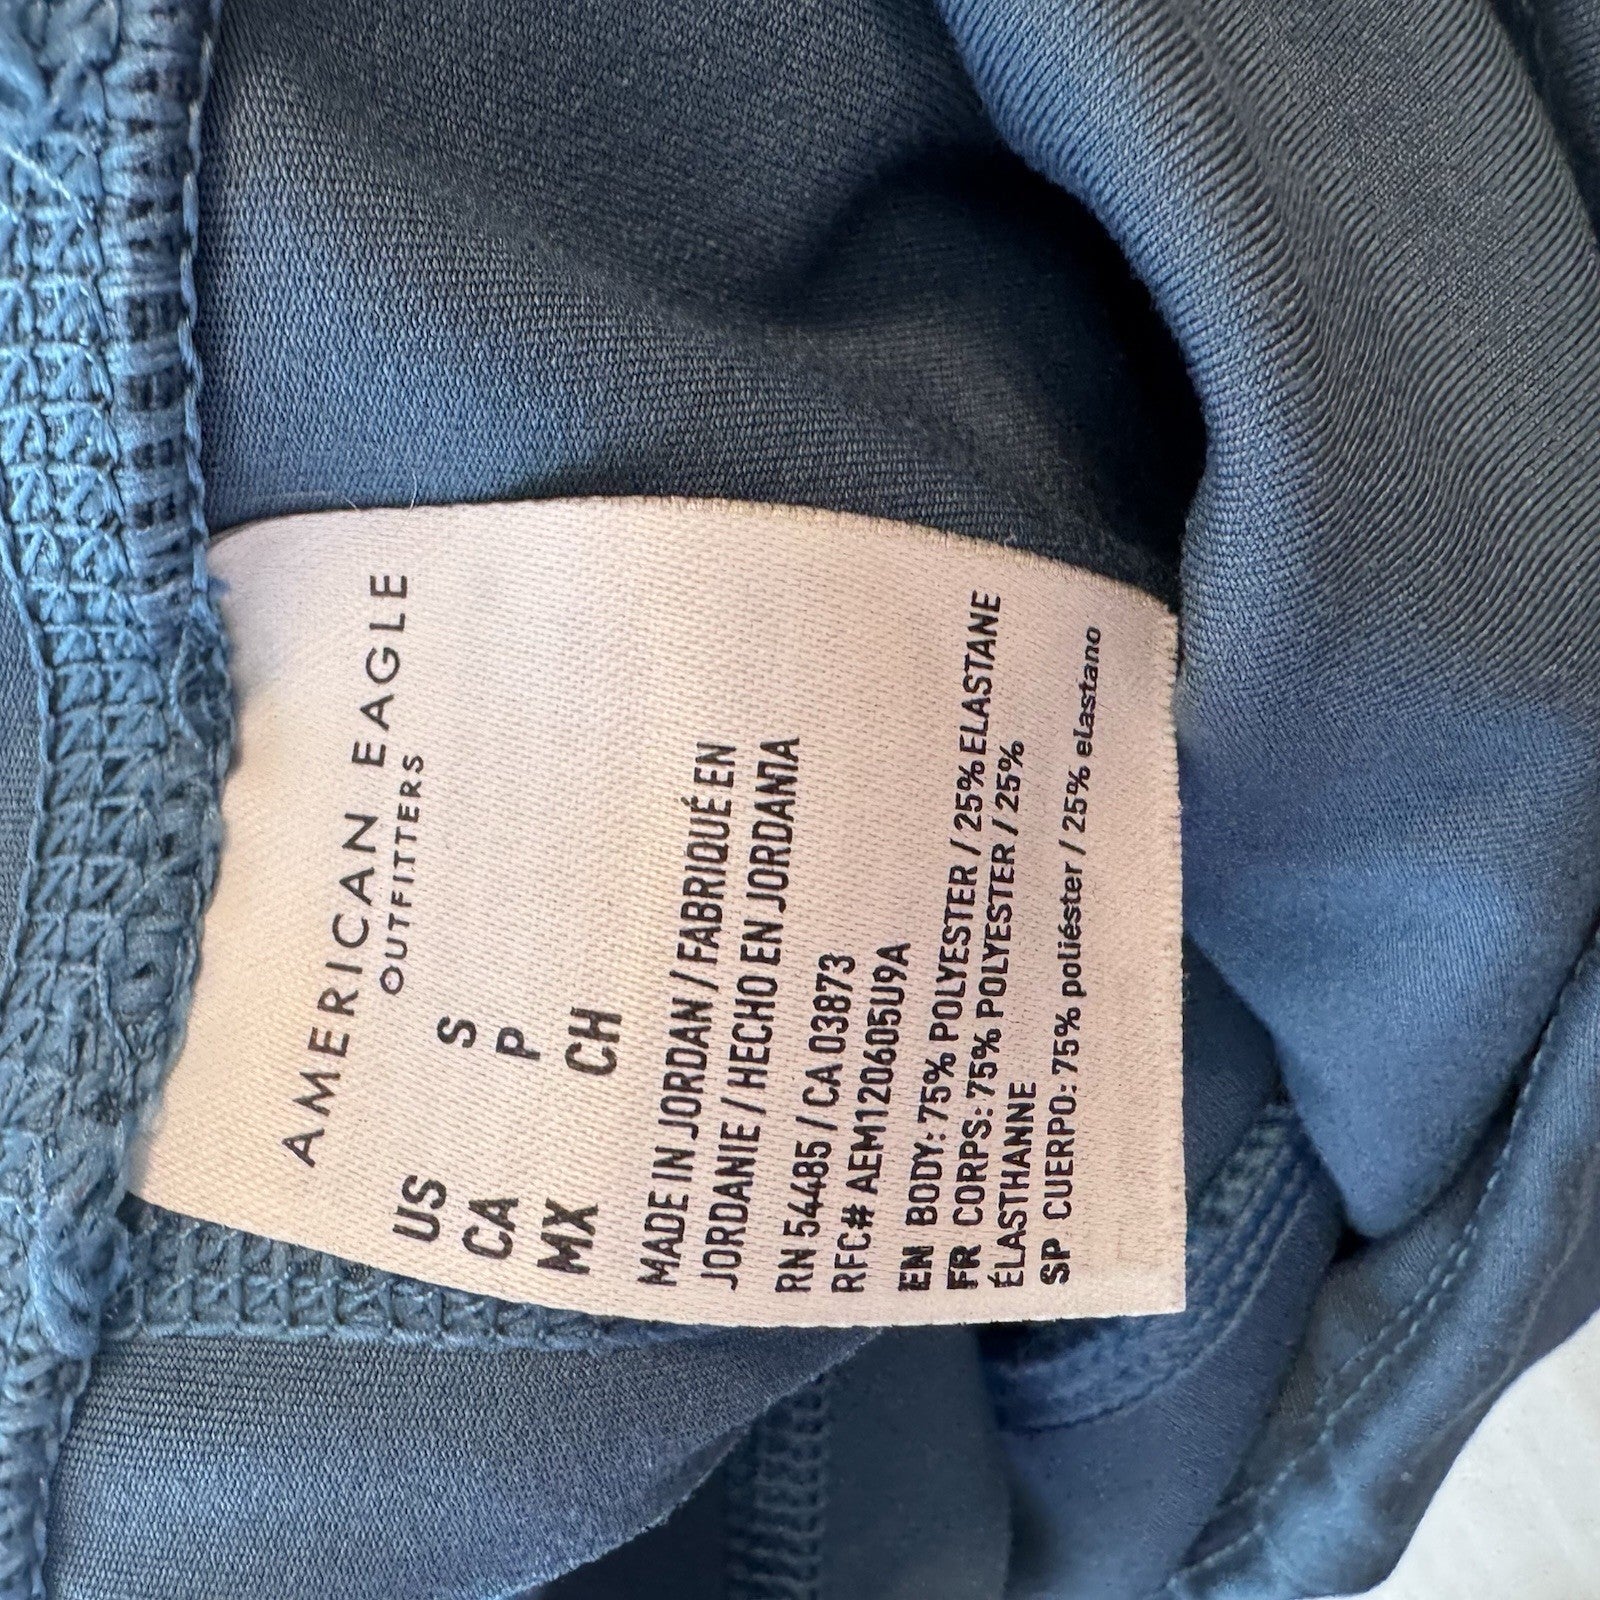 AMERICAN EAGLE
OUTFITTERS
US S
CA P
MX CH
MADE IN JORDAN / FABRIQUÉ EN
JORDANIE / HECHO EN JORDANIA
RN 54485 / CA 03873
RFC# AEM120605U9A
EN BODY: 75% POLYESTER / 25% ELASTANE
FR CORPS: 75% POLYESTER / 25%
ÉLASTHANNE
SP CUERPO: 75% poliéster / 25% elastano